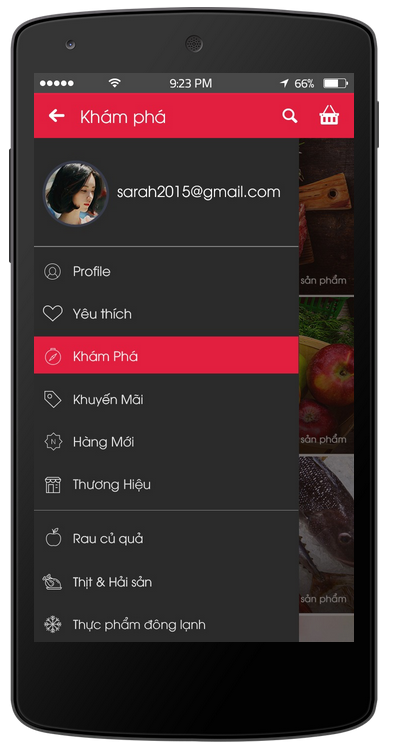 9:23 PM 66%
Khám phá
sarah2015@gmail.com
Profile
sản phẩm
Yêu thích
Khám Phá
Khuyến Mãi
Hàng Mới
N
sản phẩm
Thương Hiệu
Rau củ quả
Thịt & Hải sản
sản phẩm
Thực phẩm đông lạnh